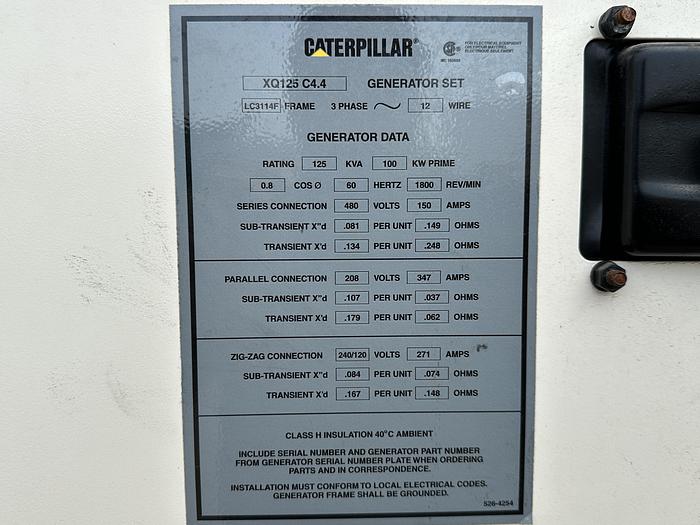 CATERPILLAR®
FOR ELECTRICAL EQUIPMENT
XQ125 C4.4 GENERATOR SET
LC3114F FRAME 3 PHASE 12 WIRE
GENERATOR DATA
RATING 125 KVA 100 KW PRIME
0.8 COS Ø 60 HERTZ 1800 REV/MIN
SERIES CONNECTION 480 VOLTS 150 AMPS
SUB-TRANSIENT X"d .081 PER UNIT .149 OHMS
TRANSIENT X'd .134 PER UNIT .248 OHMS
PARALLEL CONNECTION 208 VOLTS 347 AMPS
SUB-TRANSIENT X"d .107 PER UNIT .037 OHMS
TRANSIENT X'd .179 PER UNIT .062 OHMS
ZIG-ZAG CONNECTION 240/120 VOLTS 271 AMPS
SUB-TRANSIENT X"d .084 PER UNIT .074 OHMS
TRANSIENT X'd .167 PER UNIT .148 OHMS
CLASS H INSULATION 40°C AMBIENT
INCLUDE SERIAL NUMBER AND GENERATOR PART NUMBER
FROM GENERATOR SERIAL NUMBER PLATE WHEN ORDERING
PARTS AND IN CORRESPONDENCE.
INSTALLATION MUST CONFORM TO LOCAL ELECTRICAL CODES.
GENERATOR FRAME SHALL BE GROUNDED.
526-4254